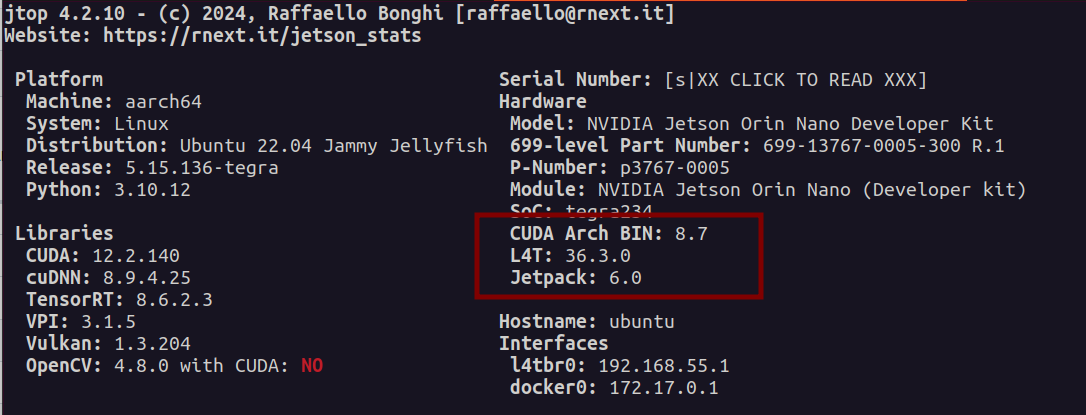 jtop 4.2.10 - (c) 2024, Raffaello Bonghi [raffaello@rnext.it]
Website: https://rnext.it/jetson_stats
Platform
Machine: aarch64
System: Linux
Distribution: Ubuntu 22.04 Jammy Jellyfish
Release: 5.15.136-tegra
Python: 3.10.12
Libraries
CUDA: 12.2.140
cuDNN: 8.9.4.25
TensorRT: 8.6.2.3
VPI: 3.1.5
Vulkan: 1.3.204
OpenCV: 4.8.0 with CUDA: NO
Serial Number: [s|XX CLICK TO READ XXX]
Hardware
Model: NVIDIA Jetson Orin Nano Developer Kit
699-level Part Number: 699-13767-0005-300 R.1
P-Number: p3767-0005
Module: NVIDIA Jetson Orin Nano (Developer kit)
SoC: tegra234
CUDA Arch BIN: 8.7
L4T: 36.3.0
Jetpack: 6.0
Hostname: ubuntu
Interfaces
l4tbr0: 192.168.55.1
docker0: 172.17.0.1